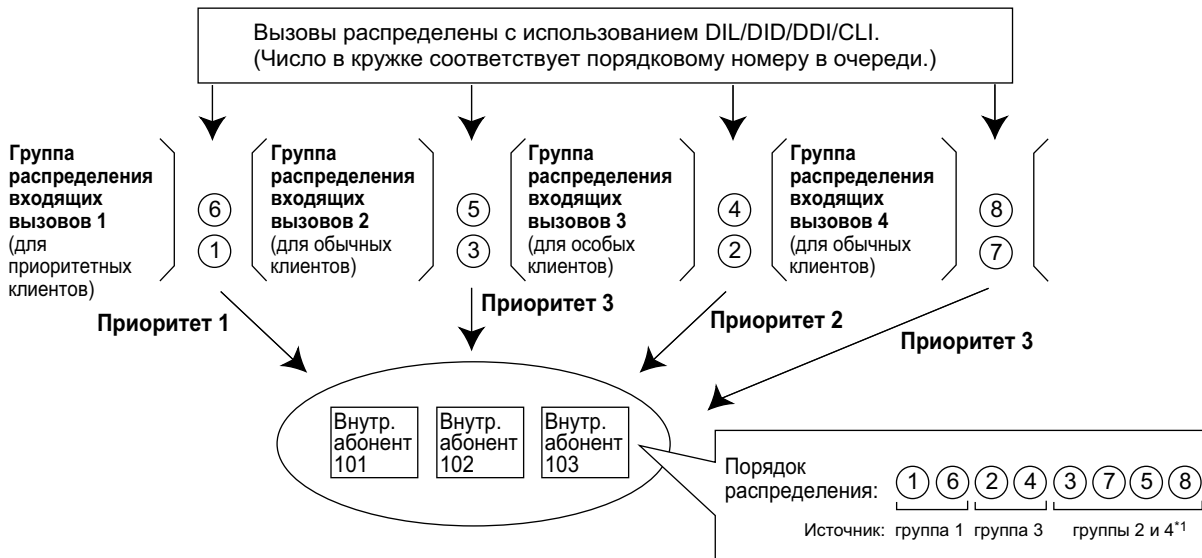 Вызовы распределены с использованием DIL/DID/DDI/CLI.
(Число в кружке соответствует порядковому номеру в очереди.)
Группа
распределения
входящих
вызовов 1
(для
приоритетных
клиентов)
6
1
Группа
распределения
входящих
вызовов 2
(для обычных
клиентов)
5
3
Группа
распределения
входящих
вызовов 3
(для особых
клиентов)
4
2
Группа
распределения
входящих
вызовов 4
(для обычных
клиентов)
8
7
Приоритет 1
Приоритет 3
Приоритет 2
Приоритет 3
Внутр.
абонент
101
Внутр.
абонент
102
Внутр.
абонент
103
Порядок
распределения: 1 6 2 4 3 7 5 8
Источник: группа 1 группа 3 группы 2 и 4*1